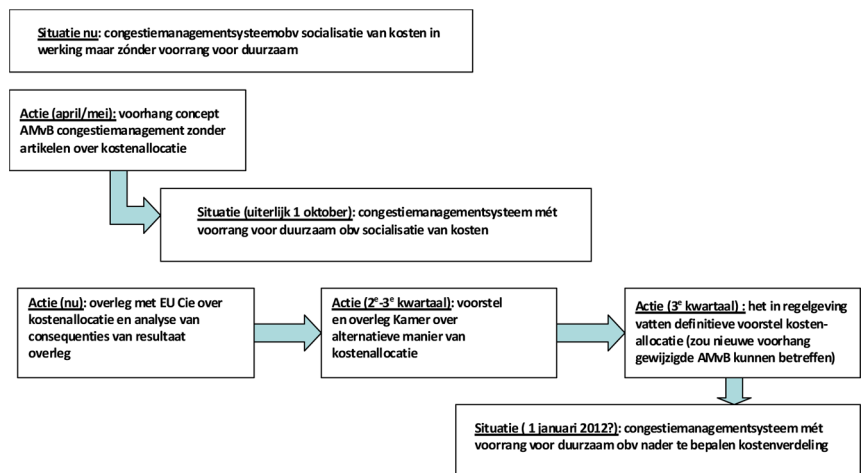 Situatie nu: congestiemanagementsysteemobv socialisatie van kosten in
werking maar zónder voorrang voor duurzaam
Actie (april/mei): voorhang concept
AMvB congestiemanagement zonder
artikelen over kostenallocatie
Situatie (uiterlijk 1 oktober): congestiemanagementsysteem mét
voorrang voor duurzaam obv socialisatie van kosten
Actie (nu): overleg met EU Cie over
kostenallocatie en analyse van
consequenties van resultaat
overleg
Actie (2e-3e kwartaal): voorstel
en overleg Kamer over
alternatieve manier van
kostenallocatie
Actie (3e kwartaal) : het in regelgeving
vatten definitieve voorstel kosten-
allocatie (zou nieuwe voorhang
gewijzigde AMvB kunnen betreffen)
Situatie ( 1 januari 2012?): congestiemanagementsysteem mét
voorrang voor duurzaam obv nader te bepalen kostenverdeling